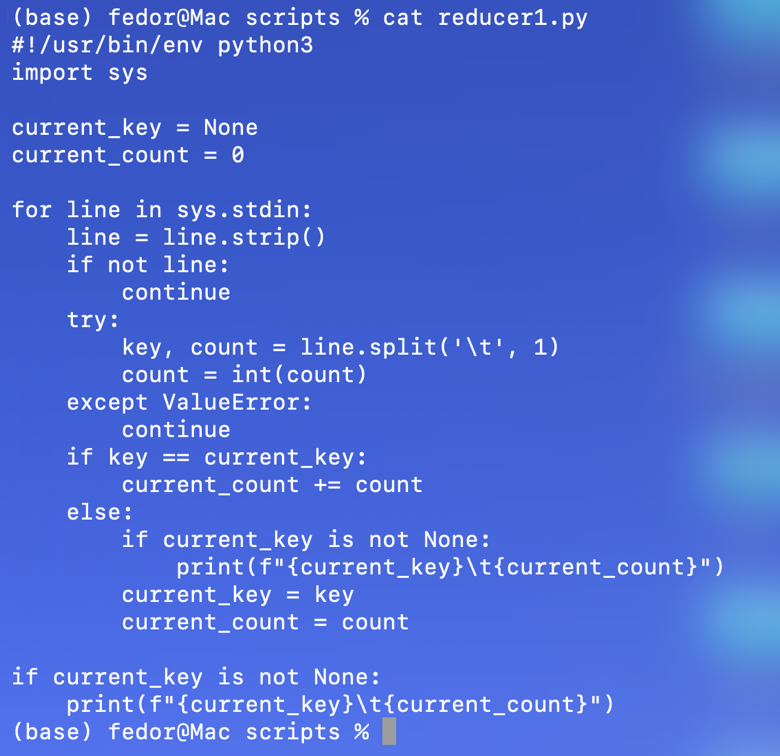 (base) fedor@Mac scripts % cat reducer1.py
#!/usr/bin/env python3
import sys

current_key = None
current_count = 0

for line in sys.stdin:
    line = line.strip()
    if not line:
        continue
    try:
        key, count = line.split('\t', 1)
        count = int(count)
    except ValueError:
        continue
    if key == current_key:
        current_count += count
    else:
        if current_key is not None:
            print(f"{current_key}\t{current_count}")
        current_key = key
        current_count = count

if current_key is not None:
    print(f"{current_key}\t{current_count}")
(base) fedor@Mac scripts %